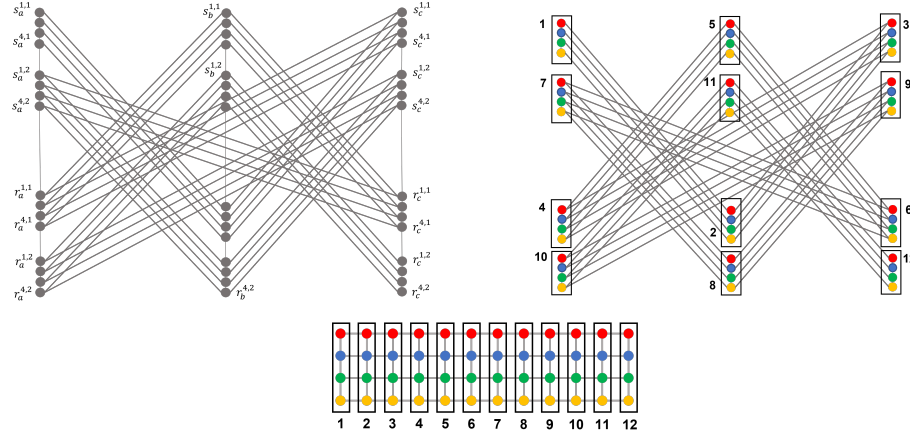 s_a^{1,1} s_b^{1,1} s_c^{1,1}
s_a^{4,1} s_c^{4,1}
s_b^{1,2}
s_a^{1,2} s_c^{1,2}
s_a^{4,2} s_c^{4,2}
r_a^{1,1} r_c^{1,1}
r_a^{4,1} r_c^{4,1}
r_a^{1,2} r_c^{1,2}
r_a^{4,2} r_b^{4,2} r_c^{4,2}
1 5 3
7 11 9
4 6
2
10 1
8
1 2 3 4 5 6 7 8 9 10 11 12